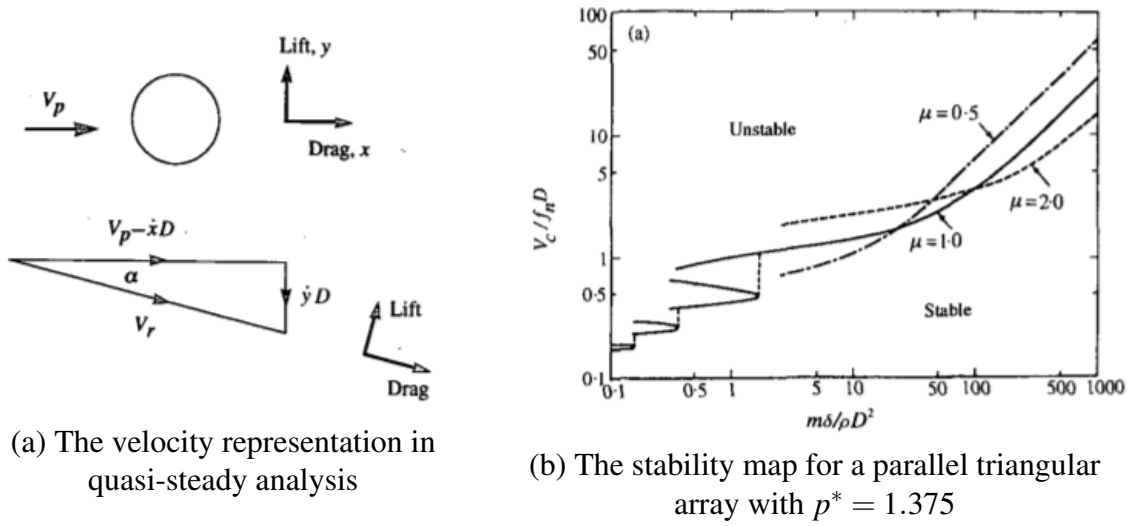 Lift, y
V_p
Drag, x
V_p−ẋD
α
ẏD
V_r
Lift
Drag
(a) The velocity representation in
quasi-steady analysis
100
(a)
50
μ=0·5
Unstable
10
5
V_c/f_nD
μ=2·0
μ=1·0
1
0·5
Stable
0·1
0·1 0·5 1 5 10 50 100 500 1000
mδ/ρD²
(b) The stability map for a parallel triangular
array with p* = 1.375